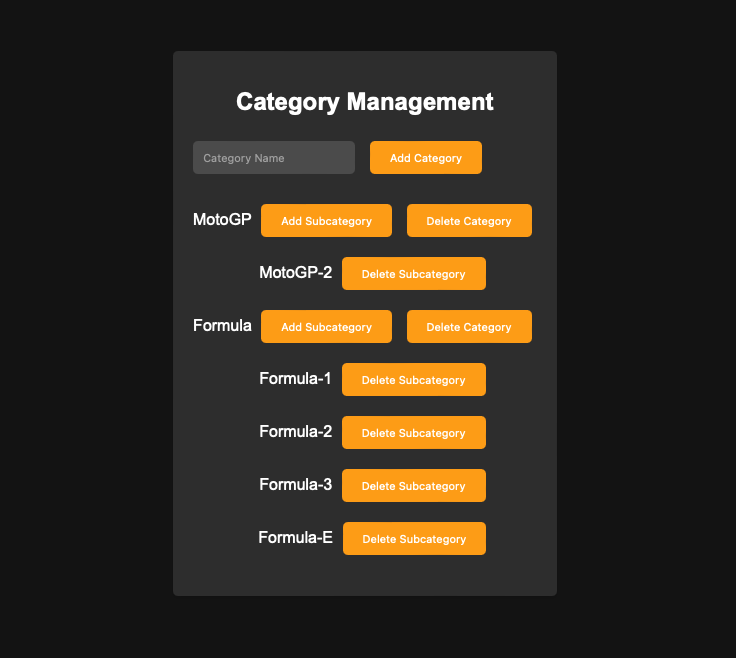 Category Management
Category Name Add Category
MotoGP Add Subcategory Delete Category
MotoGP-2 Delete Subcategory
Formula Add Subcategory Delete Category
Formula-1 Delete Subcategory
Formula-2 Delete Subcategory
Formula-3 Delete Subcategory
Formula-E Delete Subcategory